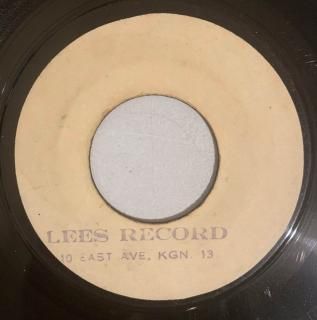 LEES RECORD
10 EAST AVE, KGN. 13